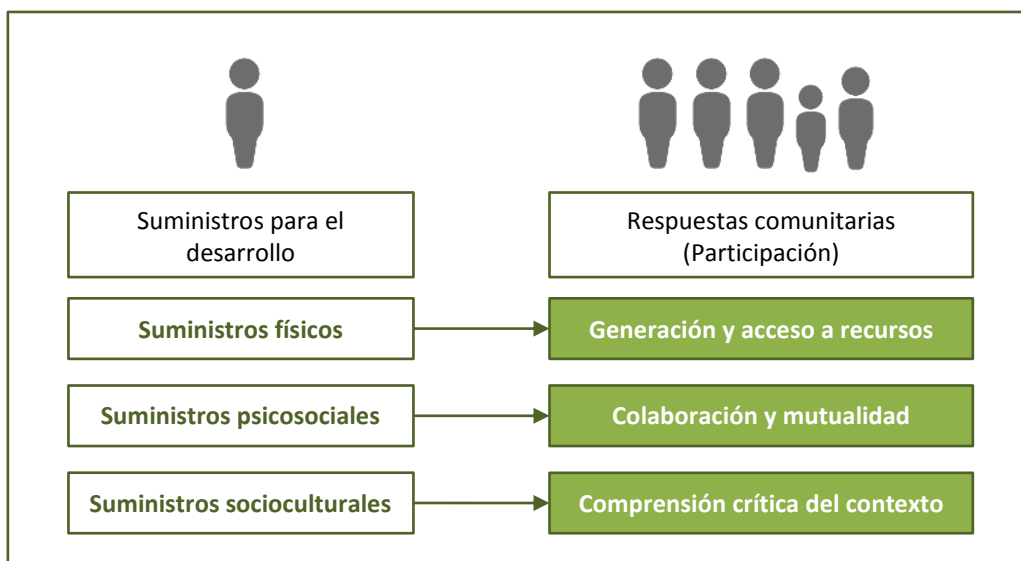 Suministros para el
desarrollo
Respuestas comunitarias
(Participación)
Suministros físicos
Generación y acceso a recursos
Suministros psicosociales
Colaboración y mutualidad
Suministros socioculturales
Comprensión crítica del contexto